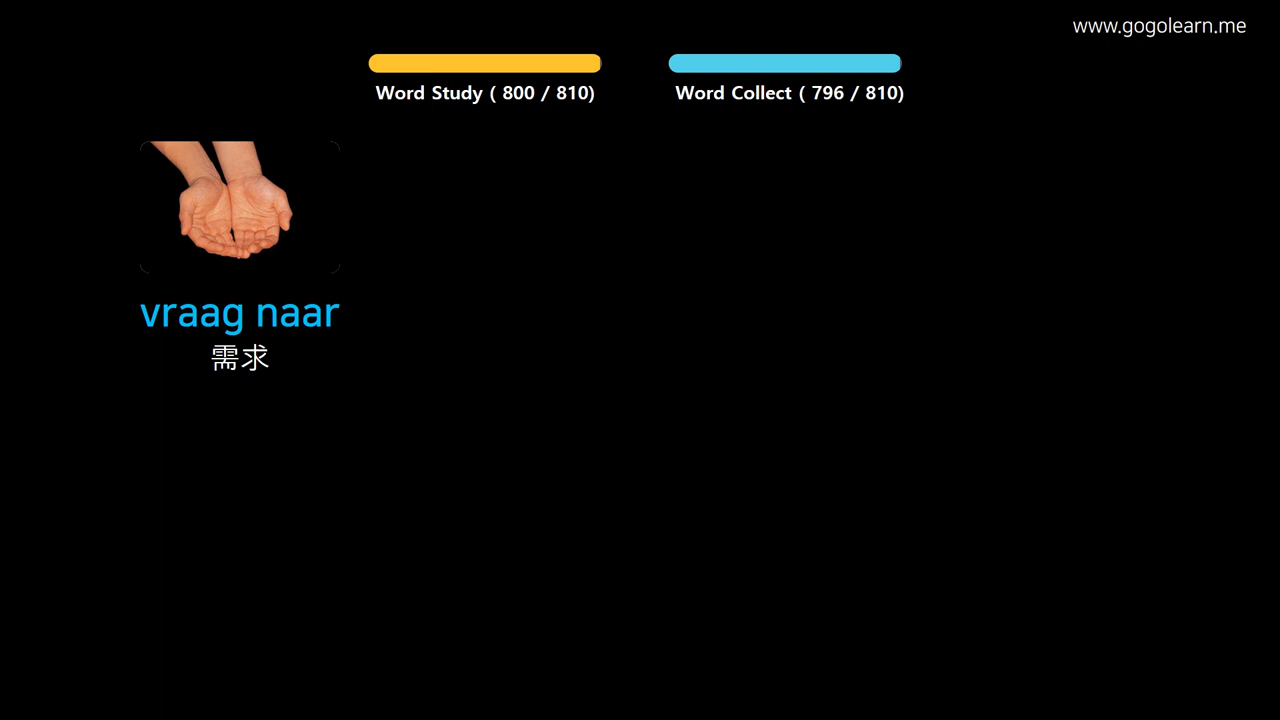 www.gogolearn.me
Word Study ( 800 / 810)
Word Collect ( 796 / 810)
vraag naar
需求